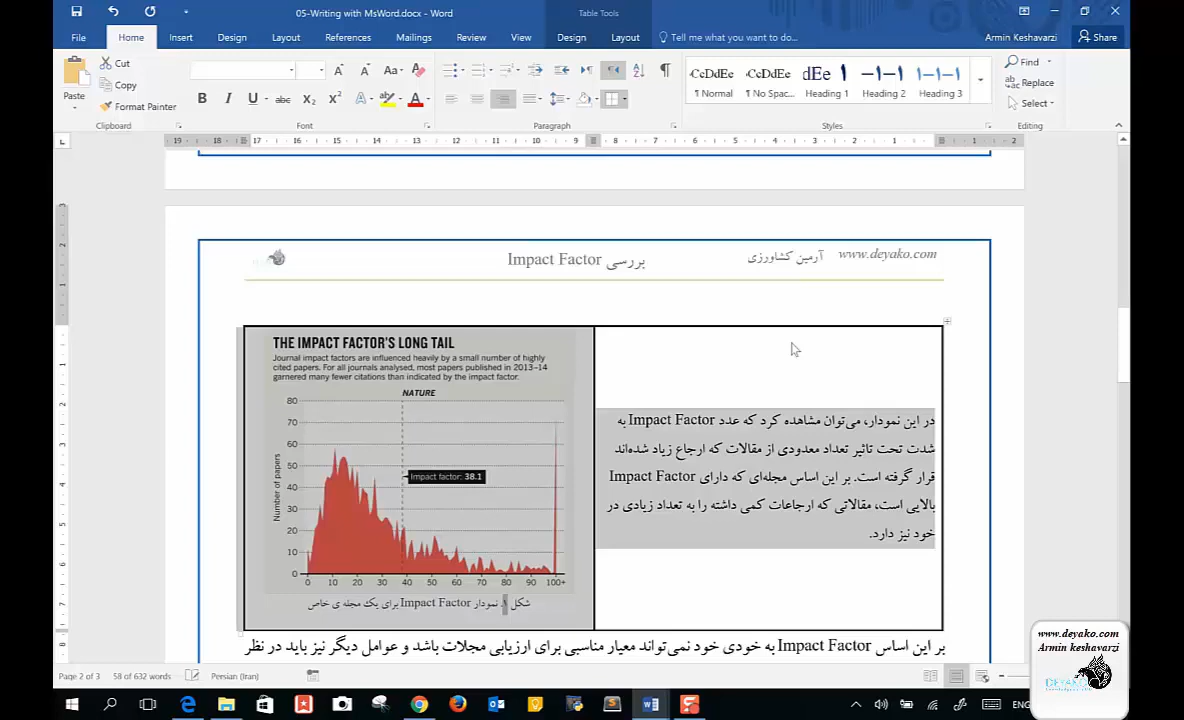 05-Writing with MsWord.docx - Word
Table Tools
File
Home
Insert
Design
Layout
References
Mailings
Review
View
Design
Layout
Tell me what you want to do...
Armin Keshavarzi
Share
Paste
Cut
Copy
Format Painter
Clipboard
Font
Paragraph
¶ Normal
¶ No Spac...
Heading 1
Heading 2
Heading 3
Styles
Find
Replace
Select
Editing
www.deyako.com
آرمین کشاورزی
بررسی Impact Factor
THE IMPACT FACTOR'S LONG TAIL
Journal impact factors are influenced heavily by a small number of highly
cited papers. For all journals analysed, most papers published in 2013–14
garnered many fewer citations than indicated by the impact factor.
NATURE
Number of papers
80
70
60
50
40
30
20
10
0
Impact factor: 38.1
0 10 20 30 40 50 60 70 80 90 100+
شکل ۱. نمودار Impact Factor برای یک مجله ی خاص
در این نمودار، می‌توان مشاهده کرد که عدد Impact Factor به
شدت تحت تاثیر تعداد معدودی از مقالات که ارجاع زیاد شده‌اند
قرار گرفته است. بر این اساس مجله‌ای که دارای Impact Factor
بالایی است، مقالاتی که ارجاعات کمی داشته را به تعداد زیادی در
خود نیز دارد.
بر این اساس Impact Factor به خودی خود نمی‌تواند معیار مناسبی برای ارزیابی مجلات باشد و عوامل دیگر نیز باید در نظر
Page 2 of 3
58 of 632 words
Persian (Iran)
www.deyako.com
Armin keshavarzi
DEYAKO
ENG